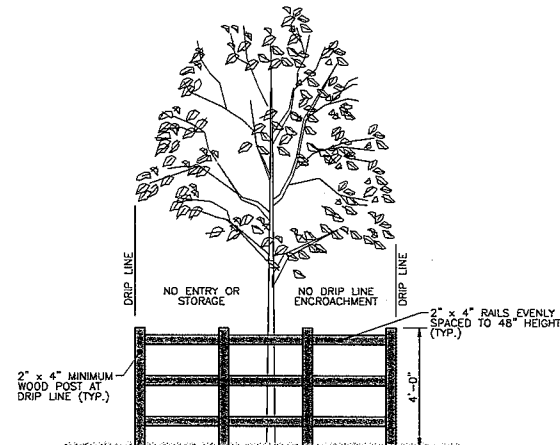 DRIP LINE
NO ENTRY OR
STORAGE
NO DRIP LINE
ENCROACHMENT
DRIP LINE
2" x 4" RAILS EVENLY
SPACED TO 48" HEIGHT
(TYP.)
2" x 4" MINIMUM
WOOD POST AT
DRIP LINE (TYP.)
4'-0"